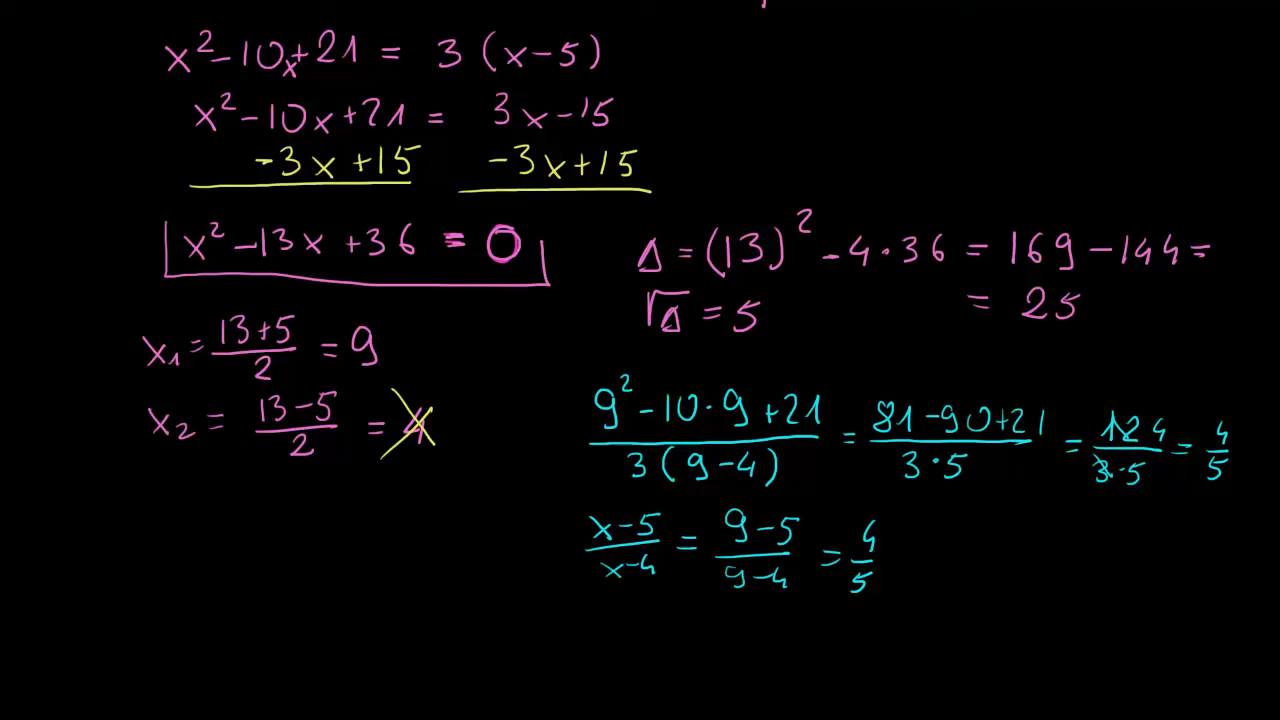 x² - 10x + 21 = 3 (x - 5)
x² - 10x + 21 = 3x - 15
-3x + 15 -3x + 15
x² - 13x + 36 = 0
Δ = (13)² - 4 · 36 = 169 - 144 =
= 25
√Δ = 5
x₁ = (13 + 5)/2 = 9
x₂ = (13 - 5)/2 = 4
(9² - 10 · 9 + 21)/(3 (9 - 4)) = (81 - 90 + 21)/(3 · 5) = 12 4/(3 · 5) = 4/5
(x - 5)/(x - 4) = (9 - 5)/(9 - 4) = 4/5